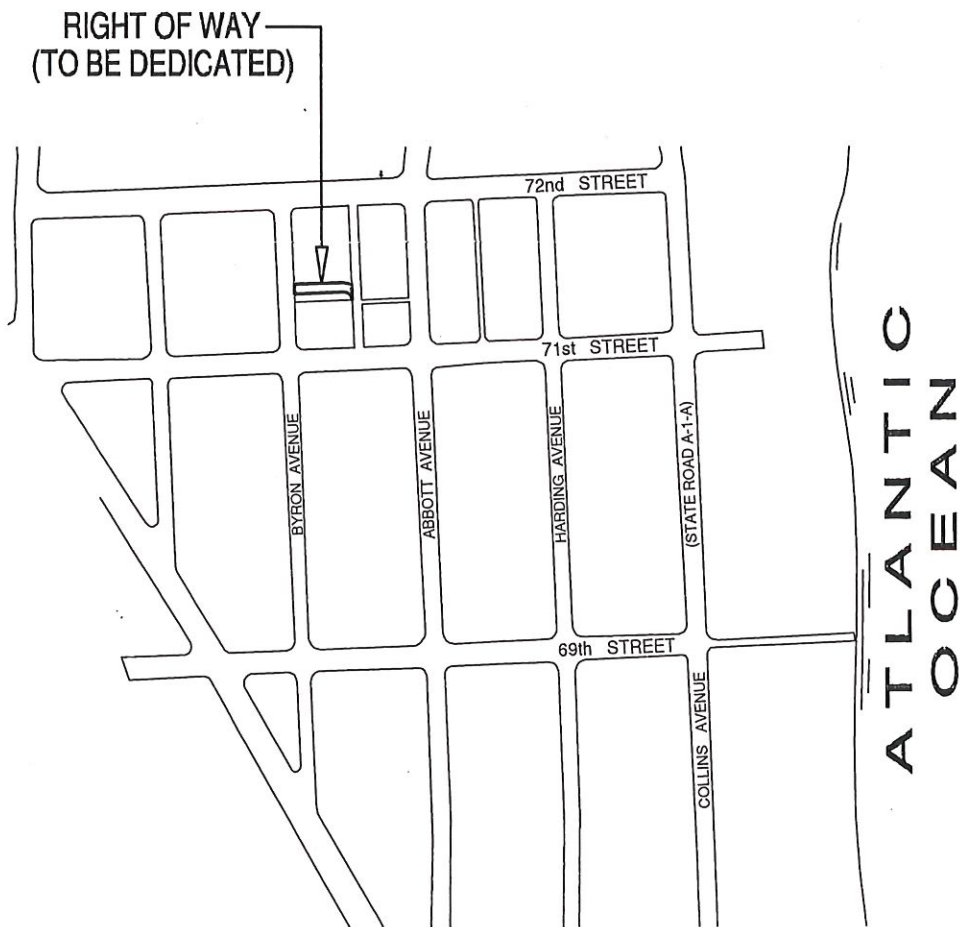 RIGHT OF WAY
(TO BE DEDICATED)
72nd STREET
71st STREET
BYRON AVENUE
ABBOTT AVENUE
HARDING AVENUE
(STATE ROAD A-1-A)
69th STREET
COLLINS AVENUE
ATLANTIC
OCEAN